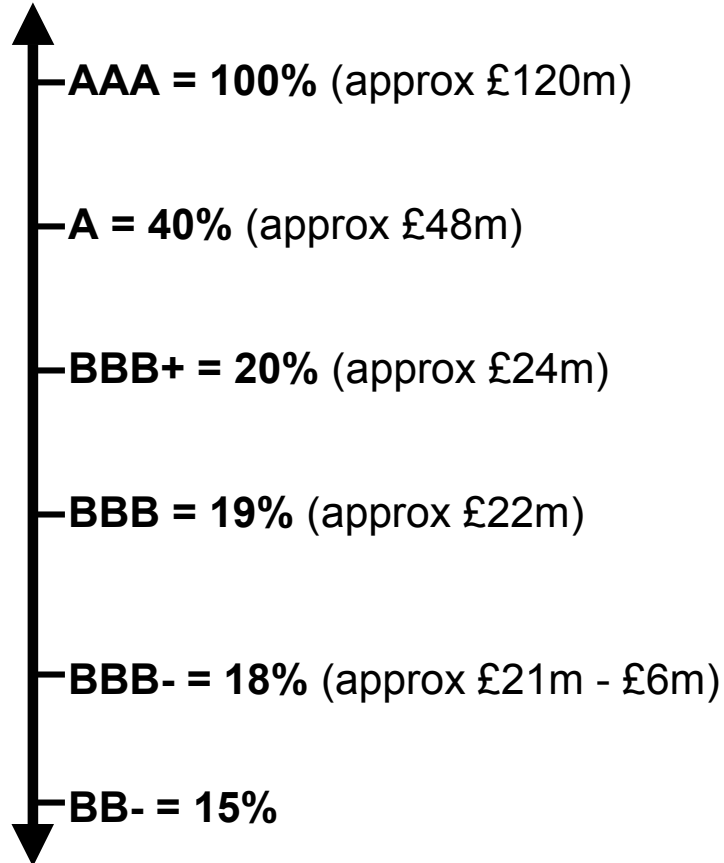 AAA = 100% (approx £120m)
A = 40% (approx £48m)
BBB+ = 20% (approx £24m)
BBB = 19% (approx £22m)
BBB- = 18% (approx £21m - £6m)
BB- = 15%